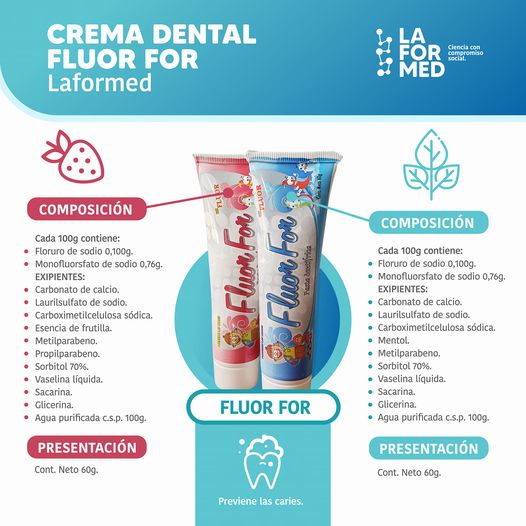 CREMA DENTAL
FLUOR FOR
Laformed
LA
FOR
MED
Ciencia con
compromiso
social.
COMPOSICIÓN
Cada 100g contiene:
Floruro de sodio 0,100g.
Monofluorsfato de sodio 0,76g.
EXIPIENTES:
Carbonato de calcio.
Laurilsulfato de sodio.
Carboximetilcelulosa sódica.
Esencia de frutilla.
Metilparabeno.
Propilparabeno.
Sorbitol 70%.
Vaselina líquida.
Sacarina.
Glicerina.
Agua purificada c.s.p. 100g.
PRESENTACIÓN
Cont. Neto 60g.
FLUOR
Fluor For
FLUOR
Fluor For
Pasta dentífrica
FLUOR FOR
Previene las caries.
COMPOSICIÓN
Cada 100g contiene:
Floruro de sodio 0,100g.
Monofluorsfato de sodio 0,76g.
EXIPIENTES:
Carbonato de calcio.
Laurilsulfato de sodio.
Carboximetilcelulosa sódica.
Mentol.
Metilparabeno.
Sorbitol 70%.
Vaselina líquida.
Sacarina.
Glicerina.
Agua purificada c.s.p. 100g.
PRESENTACIÓN
Cont. Neto 60g.